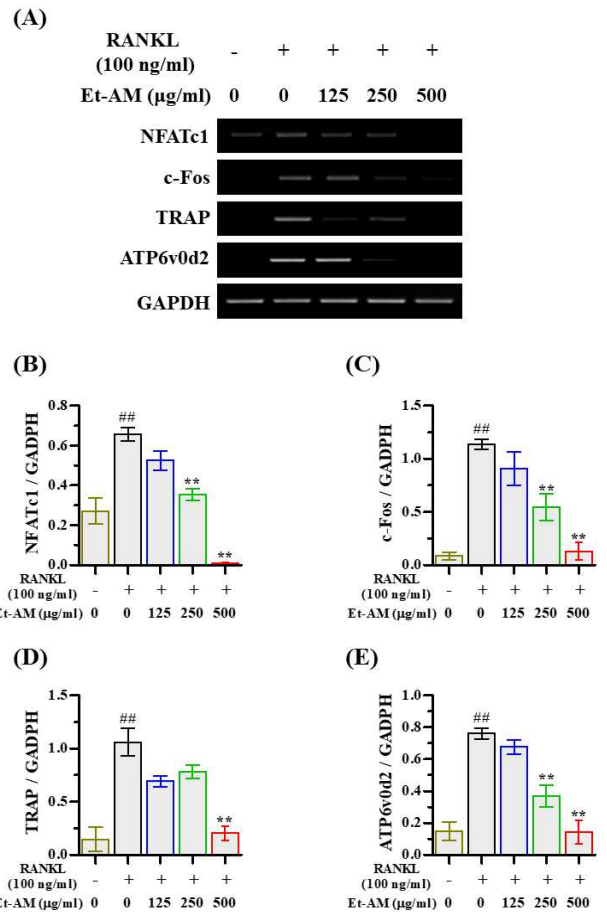 (A)
RANKL
(100 ng/ml)
- + + + +
Et-AM (μg/ml) 0 0 125 250 500
NFATc1
c-Fos
TRAP
ATP6v0d2
GAPDH
(B)
NFATc1 / GADPH
0.8
0.6
0.4
0.2
0.0
##
**
**
RANKL
(100 ng/ml)
- + + + +
Et-AM (μg/ml) 0 0 125 250 500
(C)
c-Fos / GADPH
1.5
1.0
0.5
0.0
##
**
**
RANKL
(100 ng/ml)
- + + + +
Et-AM (μg/ml) 0 0 125 250 500
(D)
TRAP / GADPH
1.5
1.0
0.5
0.0
##
**
RANKL
(100 ng/ml)
- + + + +
Et-AM (μg/ml) 0 0 125 250 500
(E)
ATP6v0d2 / GADPH
1.0
0.8
0.6
0.4
0.2
0.0
##
**
**
RANKL
(100 ng/ml)
- + + + +
Et-AM (μg/ml) 0 0 125 250 500